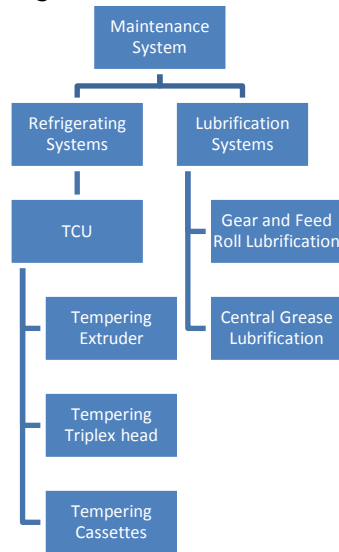 Maintenance
System
Refrigerating
Systems
Lubrification
Systems
TCU
Gear and Feed
Roll Lubrification
Tempering
Extruder
Central Grease
Lubrification
Tempering
Triplex head
Tempering
Cassettes